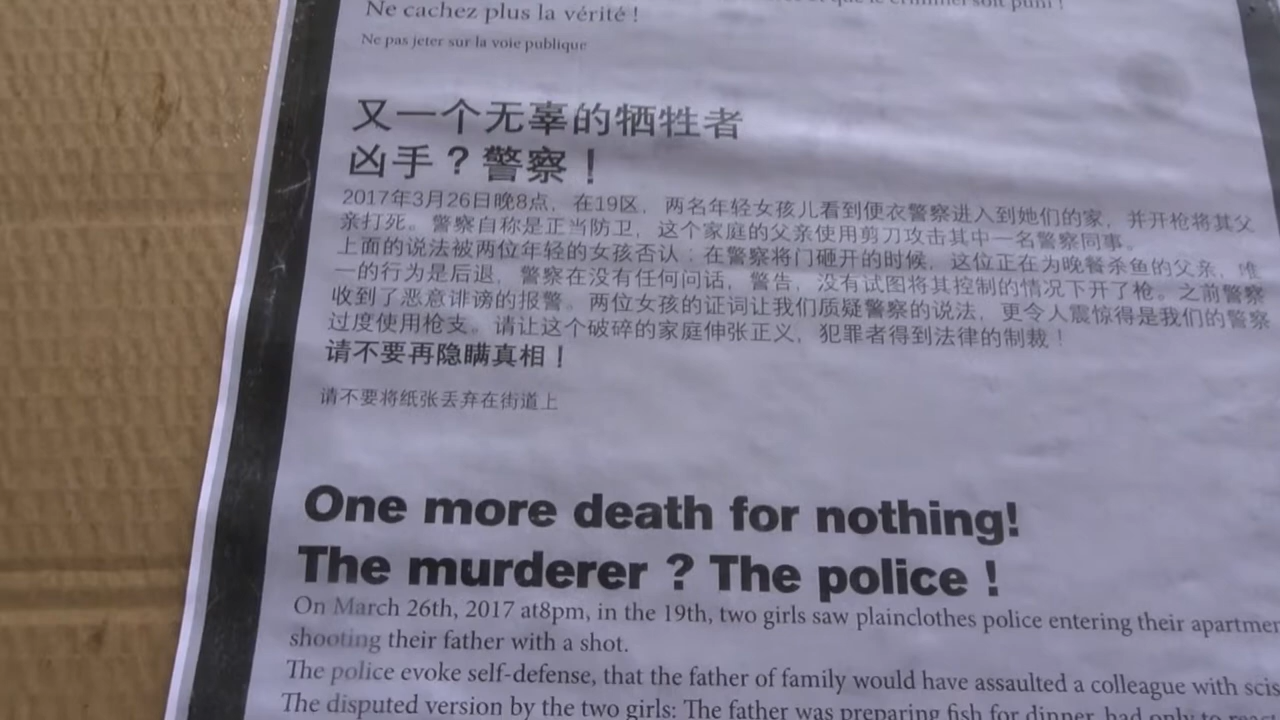 et que le criminel soit puni !
Ne cachez plus la vérité !
Ne pas jeter sur la voie publique
又一个无辜的牺牲者
凶手？警察！
2017年3月26日晚8点，在19区，两名年轻女孩儿看到便衣警察进入到她们的家，并开枪将其父
亲打死。警察自称是正当防卫，这个家庭的父亲使用剪刀攻击其中一名警察同事。
上面的说法被两位年轻的女孩否认：在警察将门砸开的时候，这位正在为晚餐杀鱼的父亲，唯
一的行为是后退，警察在没有任何问话，警告，没有试图将其控制的情况下开了枪。之前警察
收到了恶意诽谤的报警。两位女孩的证词让我们质疑警察的说法，更令人震惊得是我们的警察
过度使用枪支。请让这个破碎的家庭伸张正义，犯罪者得到法律的制裁！
请不要再隐瞒真相！
请不要将纸张丢弃在街道上
One more death for nothing!
The murderer ? The police !
On March 26th, 2017 at8pm, in the 19th, two girls saw plainclothes police entering their apartmen
shooting their father with a shot.
The police evoke self-defense, that the father of family would have assaulted a colleague with scis
The disputed version by the two girls: The father was preparing fish for dinner, had only to